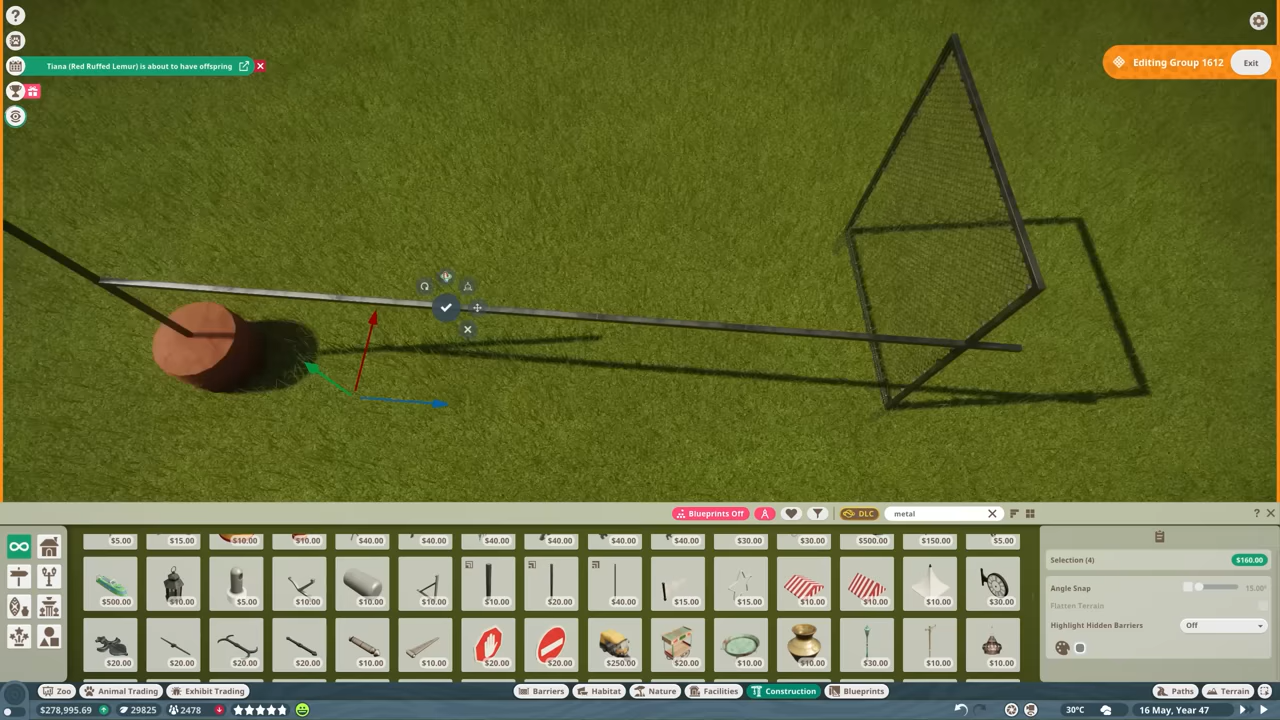 ?
Tiana (Red Ruffed Lemur) is about to have offspring
Editing Group 1612
Exit
Blueprints Off
DLC
metal
?
$5.00 $15.00 $10.00 $10.00 $40.00 $40.00 $40.00 $40.00 $40.00 $40.00 $30.00 $30.00 $500.00 $150.00 $5.00
$500.00 $10.00 $5.00 $10.00 $10.00 $10.00 $10.00 $20.00 $40.00 $15.00 $15.00 $10.00 $10.00 $10.00 $30.00
$20.00 $20.00 $20.00 $20.00 $10.00 $10.00 $20.00 $20.00 $250.00 $20.00 $10.00 $10.00 $30.00 $10.00 $10.00
Selection (4)
$160.00
Angle Snap
15.00°
Flatten Terrain
Highlight Hidden Barriers
Off
Zoo
Animal Trading
Exhibit Trading
Barriers
Habitat
Nature
Facilities
Construction
Blueprints
Paths
Terrain
$278,995.69
29825
2478
30°C
16 May, Year 47